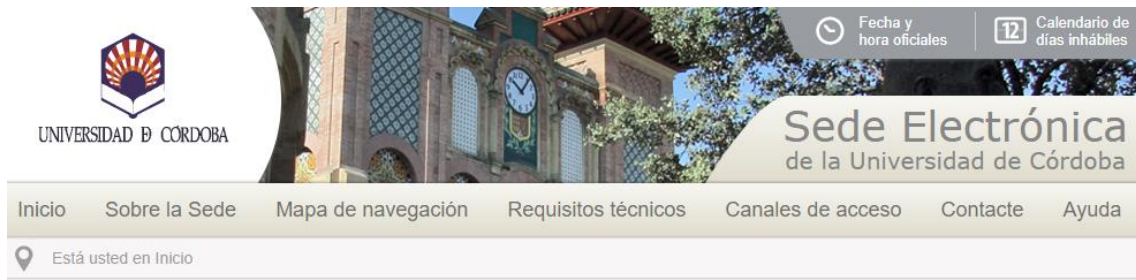 UNIVERSIDAD Ð CORDOBA
Fecha y
hora oficiales
12
Calendario de
días inhábiles
Sede Electrónica
de la Universidad de Córdoba
Inicio Sobre la Sede Mapa de navegación Requisitos técnicos Canales de acceso Contacte Ayuda
Está usted en Inicio